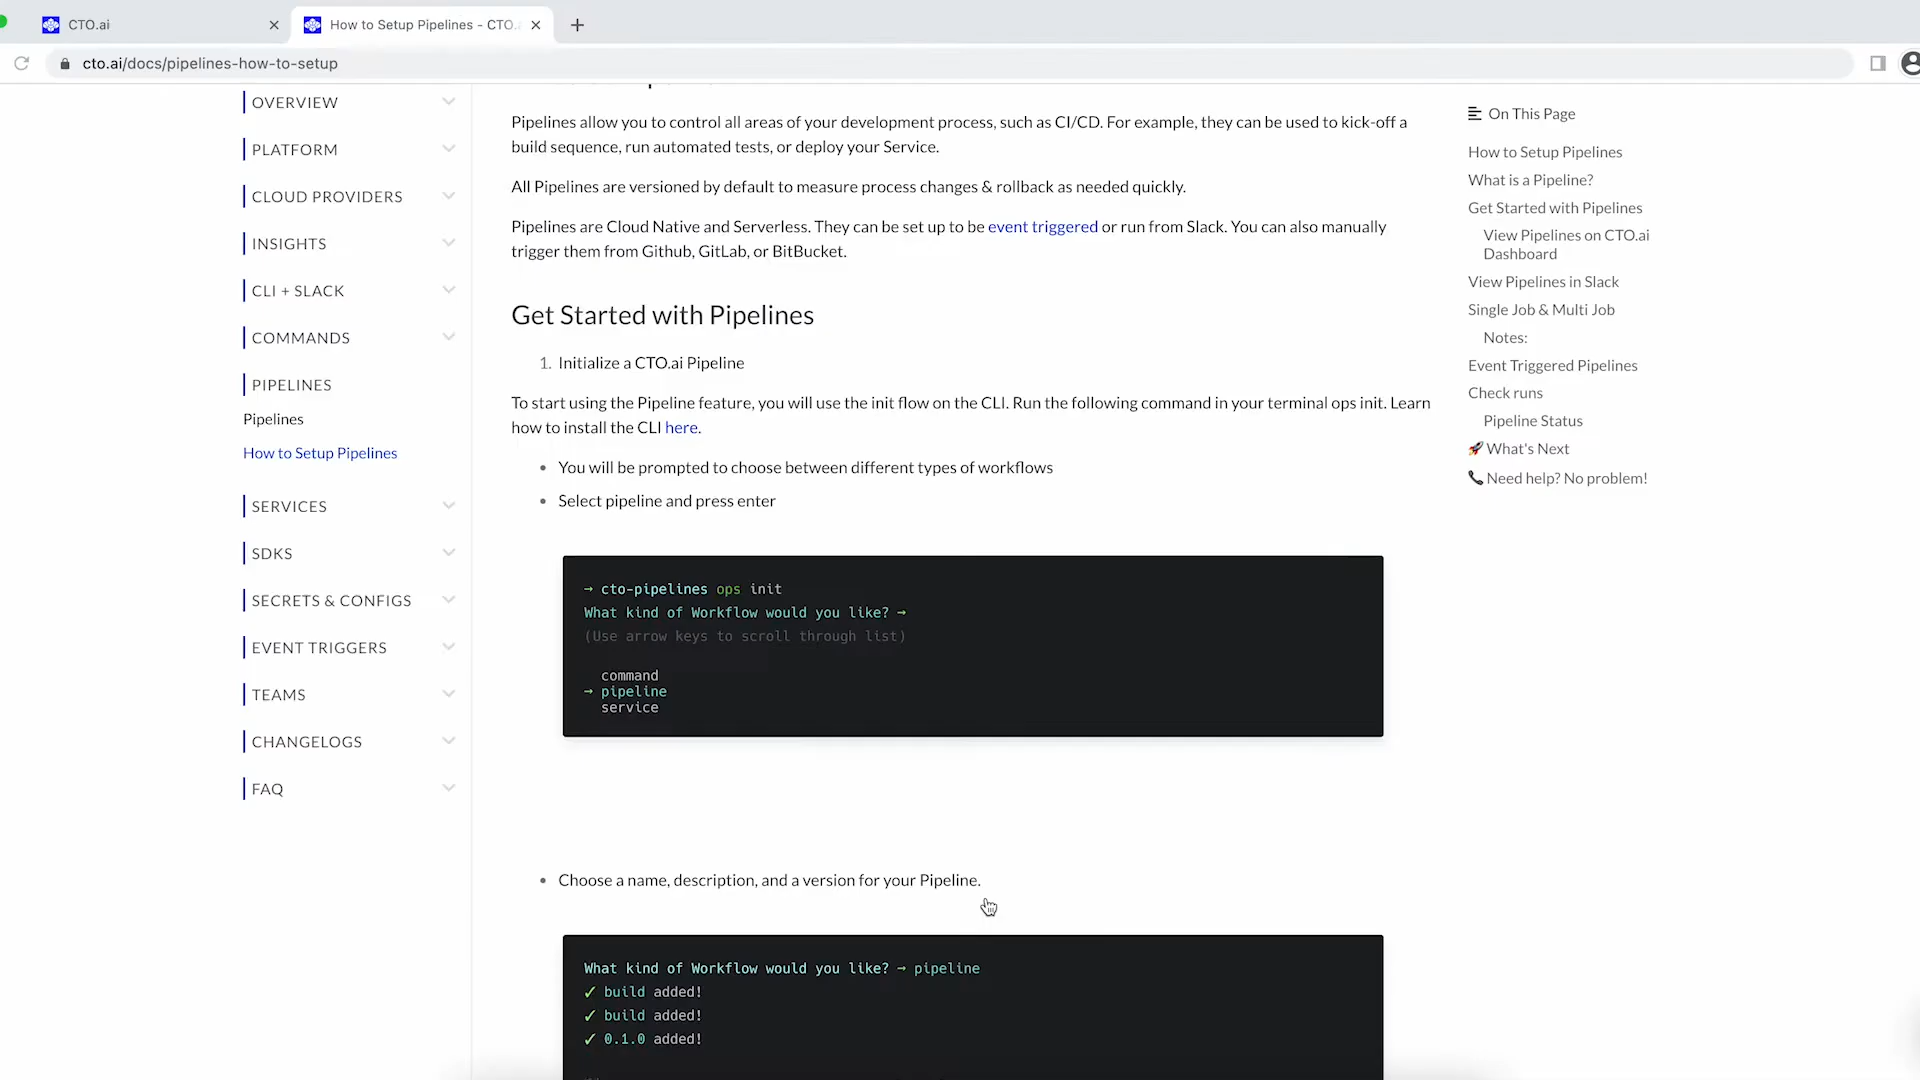 CTO.ai
How to Setup Pipelines - CTO.
cto.ai/docs/pipelines-how-to-setup
OVERVIEW
PLATFORM
CLOUD PROVIDERS
INSIGHTS
CLI + SLACK
COMMANDS
PIPELINES
Pipelines
How to Setup Pipelines
SERVICES
SDKS
SECRETS & CONFIGS
EVENT TRIGGERS
TEAMS
CHANGELOGS
FAQ
Pipelines allow you to control all areas of your development process, such as CI/CD. For example, they can be used to kick-off a
build sequence, run automated tests, or deploy your Service.
All Pipelines are versioned by default to measure process changes & rollback as needed quickly.
Pipelines are Cloud Native and Serverless. They can be set up to be event triggered or run from Slack. You can also manually
trigger them from Github, GitLab, or BitBucket.
Get Started with Pipelines
1. Initialize a CTO.ai Pipeline
To start using the Pipeline feature, you will use the init flow on the CLI. Run the following command in your terminal ops init. Learn
how to install the CLI here.
• You will be prompted to choose between different types of workflows
• Select pipeline and press enter
→ cto-pipelines ops init
What kind of Workflow would you like? →
(Use arrow keys to scroll through list)
command
→ pipeline
service
• Choose a name, description, and a version for your Pipeline.
What kind of Workflow would you like? → pipeline
✓ build added!
✓ build added!
✓ 0.1.0 added!
On This Page
How to Setup Pipelines
What is a Pipeline?
Get Started with Pipelines
View Pipelines on CTO.ai
Dashboard
View Pipelines in Slack
Single Job & Multi Job
Notes:
Event Triggered Pipelines
Check runs
Pipeline Status
🚀 What's Next
📞 Need help? No problem!